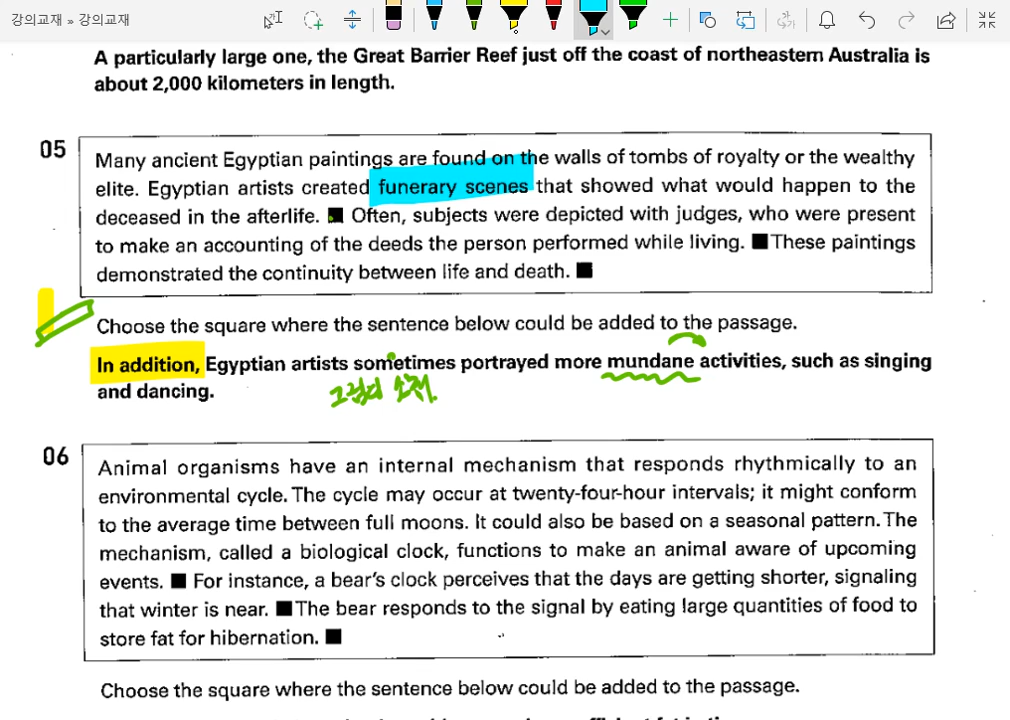 강의교재 » 강의교재
A particularly large one, the Great Barrier Reef just off the coast of northeastern Australia is
about 2,000 kilometers in length.
05
Many ancient Egyptian paintings are found on the walls of tombs of royalty or the wealthy
elite. Egyptian artists created funerary scenes that showed what would happen to the
deceased in the afterlife. ■ Often, subjects were depicted with judges, who were present
to make an accounting of the deeds the person performed while living. ■ These paintings
demonstrated the continuity between life and death. ■
Choose the square where the sentence below could be added to the passage.
In addition, Egyptian artists sometimes portrayed more mundane activities, such as singing
and dancing.
06
Animal organisms have an internal mechanism that responds rhythmically to an
environmental cycle. The cycle may occur at twenty-four-hour intervals; it might conform
to the average time between full moons. It could also be based on a seasonal pattern. The
mechanism, called a biological clock, functions to make an animal aware of upcoming
events. ■ For instance, a bear's clock perceives that the days are getting shorter, signaling
that winter is near. ■ The bear responds to the signal by eating large quantities of food to
store fat for hibernation. ■
Choose the square where the sentence below could be added to the passage.